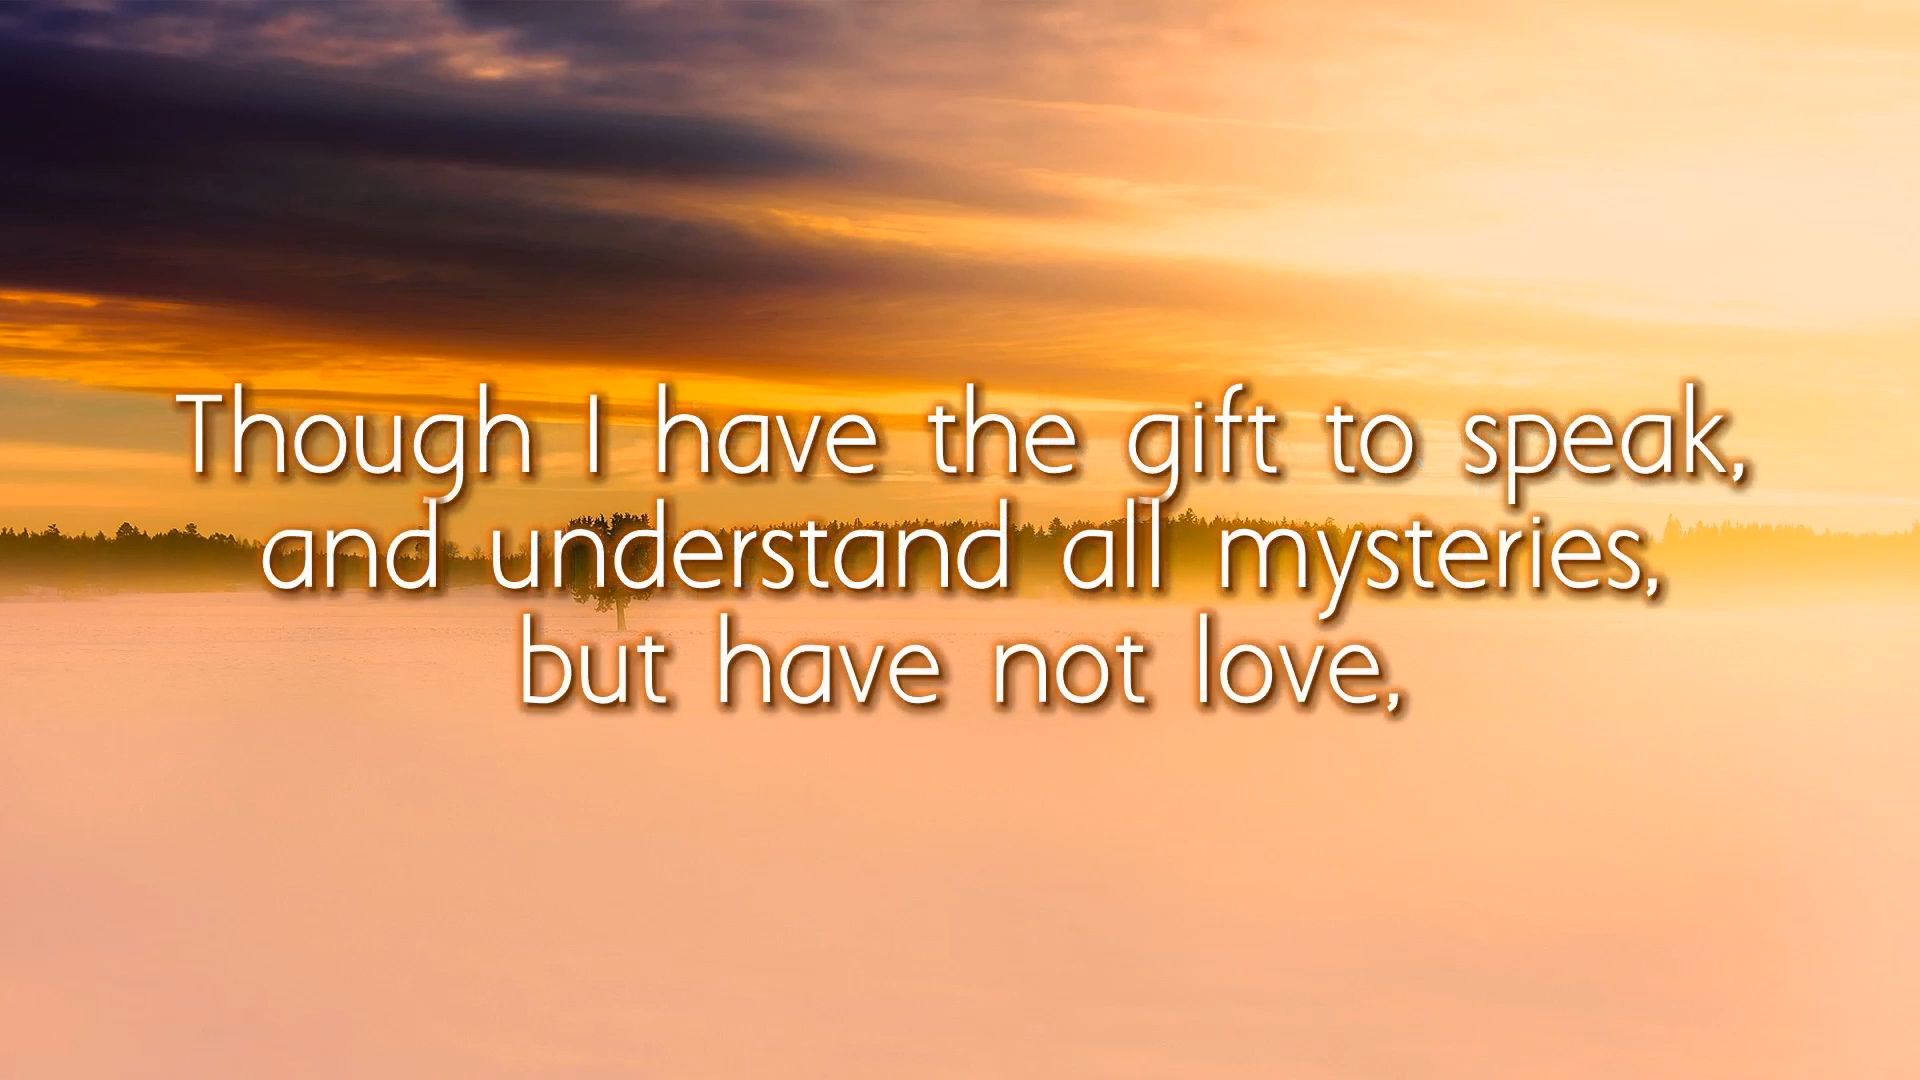 Though I have the gift to speak,
and understand all mysteries,
but have not love,